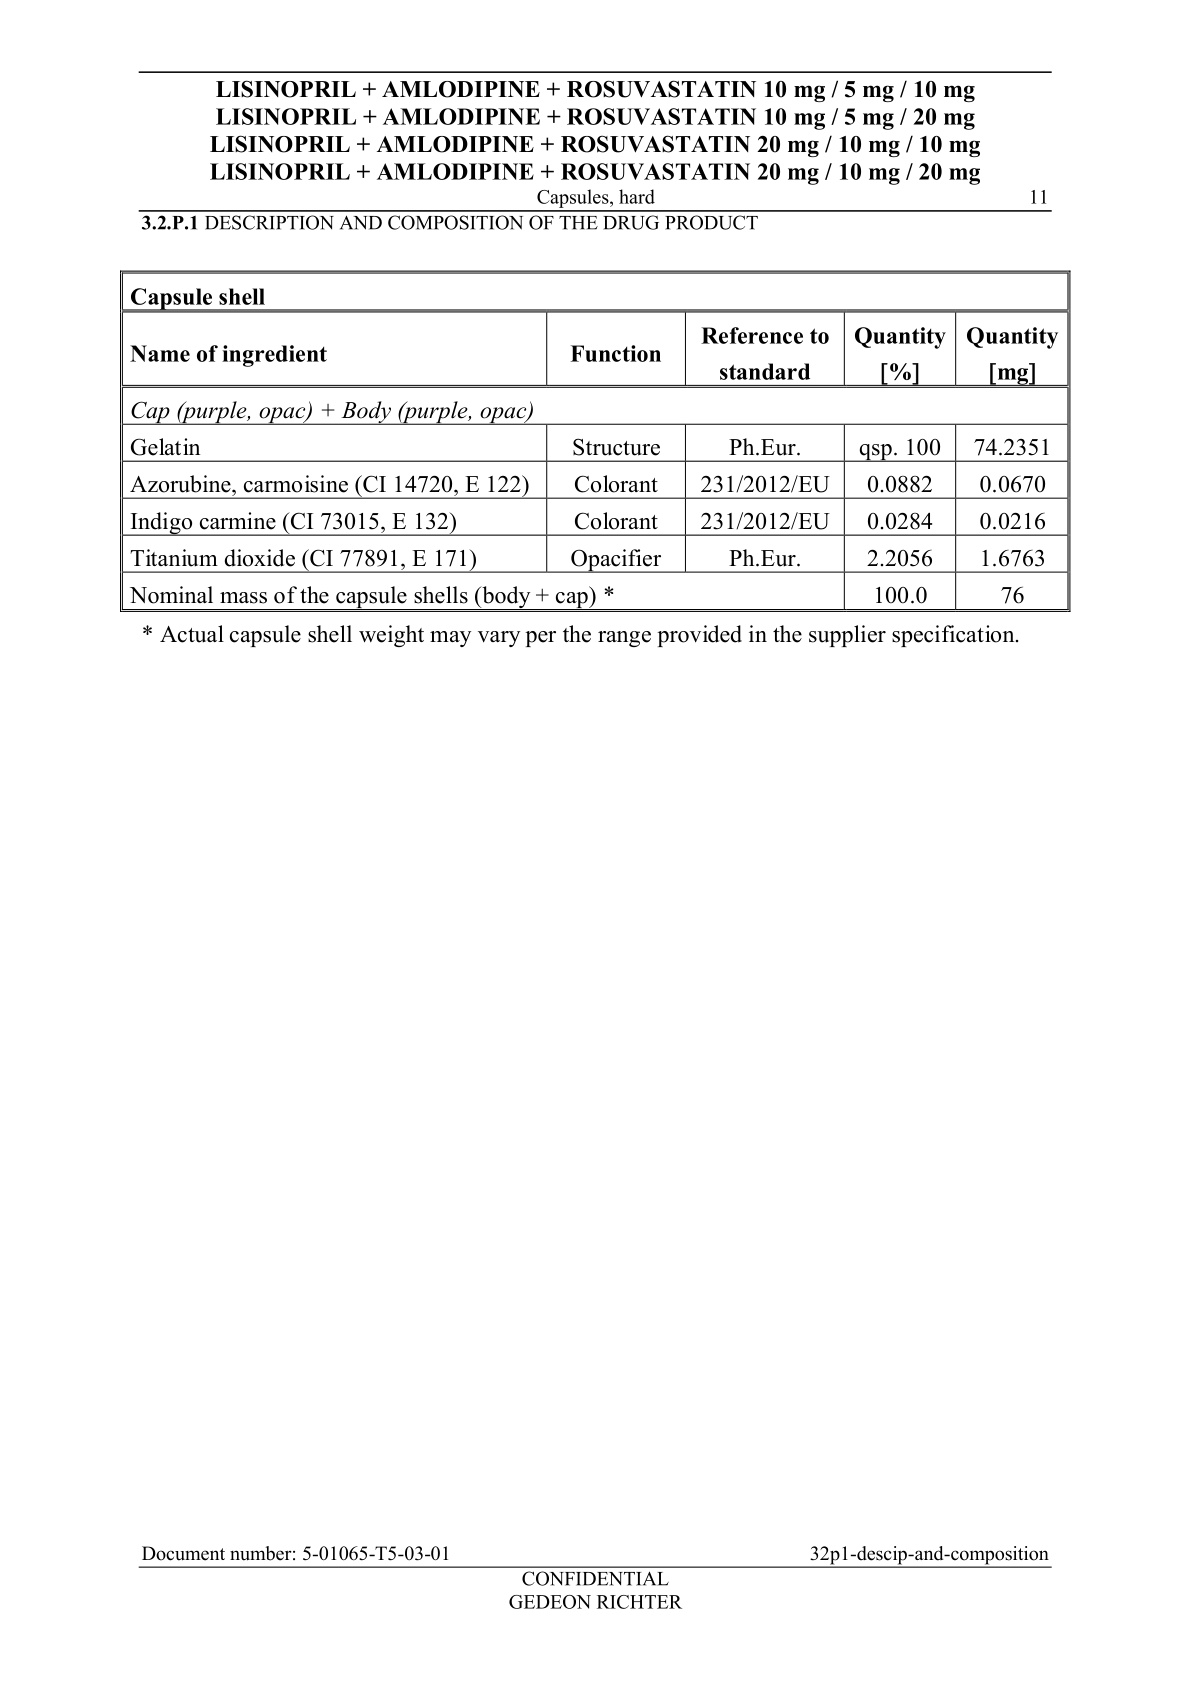 LISINOPRIL + AMLODIPINE + ROSUVASTATIN 10 mg / 5 mg / 10 mg
LISINOPRIL + AMLODIPINE + ROSUVASTATIN 10 mg / 5 mg / 20 mg
LISINOPRIL + AMLODIPINE + ROSUVASTATIN 20 mg / 10 mg / 10 mg
LISINOPRIL + AMLODIPINE + ROSUVASTATIN 20 mg / 10 mg / 20 mg
Capsules, hard 11
3.2.P.1 DESCRIPTION AND COMPOSITION OF THE DRUG PRODUCT
Capsule shell
Name of ingredient Function Reference to standard Quantity [%] Quantity [mg]
Cap (purple, opac) + Body (purple, opac)
Gelatin Structure Ph.Eur. qsp. 100 74.2351
Azorubine, carmoisine (CI 14720, E 122) Colorant 231/2012/EU 0.0882 0.0670
Indigo carmine (CI 73015, E 132) Colorant 231/2012/EU 0.0284 0.0216
Titanium dioxide (CI 77891, E 171) Opacifier Ph.Eur. 2.2056 1.6763
Nominal mass of the capsule shells (body + cap) * 100.0 76
* Actual capsule shell weight may vary per the range provided in the supplier specification.
Document number: 5-01065-T5-03-01 32p1-descip-and-composition
CONFIDENTIAL
GEDEON RICHTER